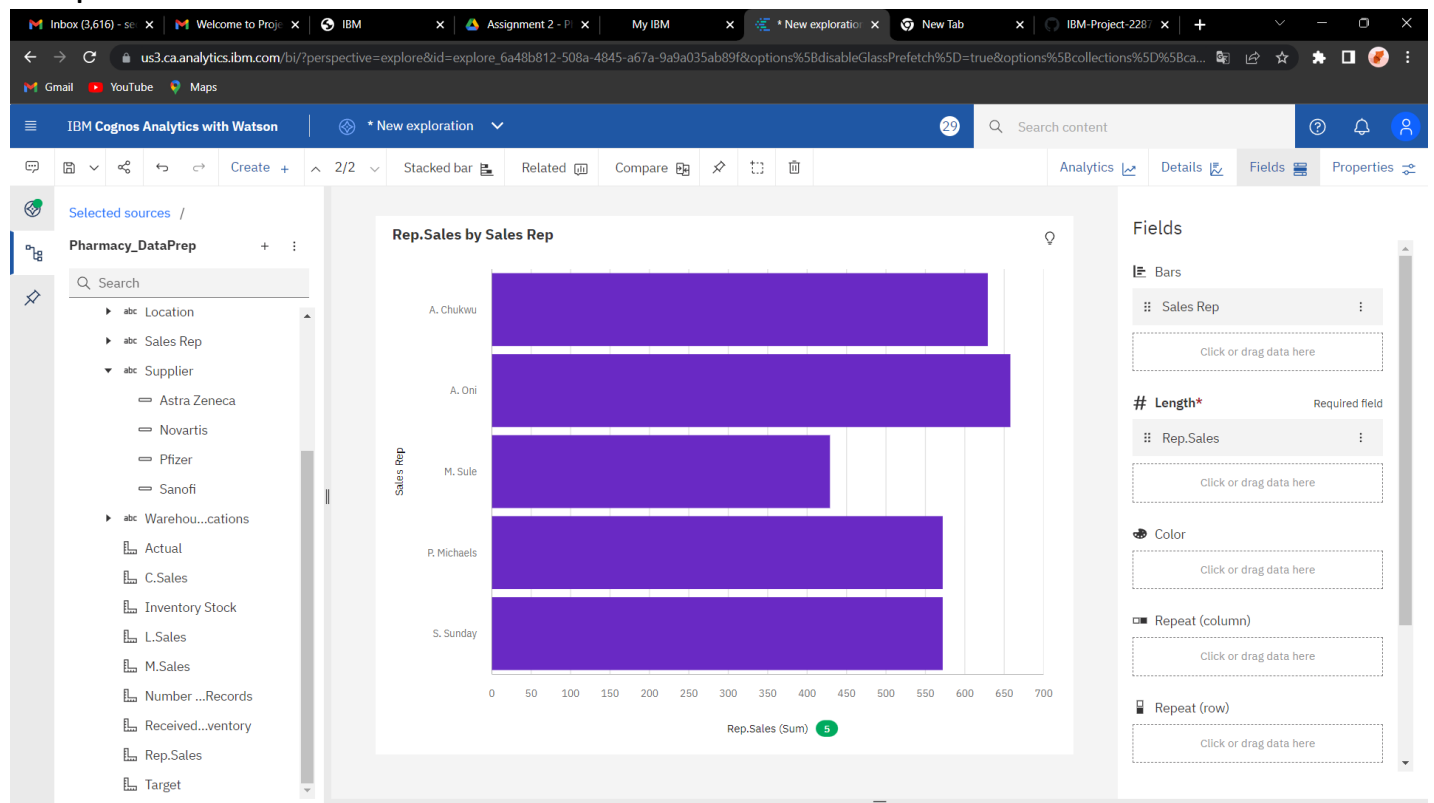 Inbox (3,616) - se
Welcome to Proje
IBM
Assignment 2 - P
My IBM
* New exploration
New Tab
IBM-Project-2287
us3.ca.analytics.ibm.com/bi/?perspective=explore&id=explore_6a48b812-508a-4845-a67a-9a9a035ab89f&options%5BdisableGlassPrefetch%5D=true&options%5Bcollections%5D%5Bca...
Gmail
YouTube
Maps
IBM Cognos Analytics with Watson
* New exploration
29
Search content
Create +
2/2
Stacked bar
Related
Compare
Analytics
Details
Fields
Properties
Selected sources /
Pharmacy_DataPrep
Search
abc Location
abc Sales Rep
abc Supplier
Astra Zeneca
Novartis
Pfizer
Sanofi
abc Warehou...cations
Actual
C.Sales
Inventory Stock
L.Sales
M.Sales
Number ...Records
Received...ventory
Rep.Sales
Target
Rep.Sales by Sales Rep
Sales Rep
A. Chukwu
A. Oni
M. Sule
P. Michaels
S. Sunday
0 50 100 150 200 250 300 350 400 450 500 550 600 650 700
Rep.Sales (Sum) 5
Fields
Bars
Sales Rep
Click or drag data here
# Length* Required field
Rep.Sales
Click or drag data here
Color
Click or drag data here
Repeat (column)
Click or drag data here
Repeat (row)
Click or drag data here